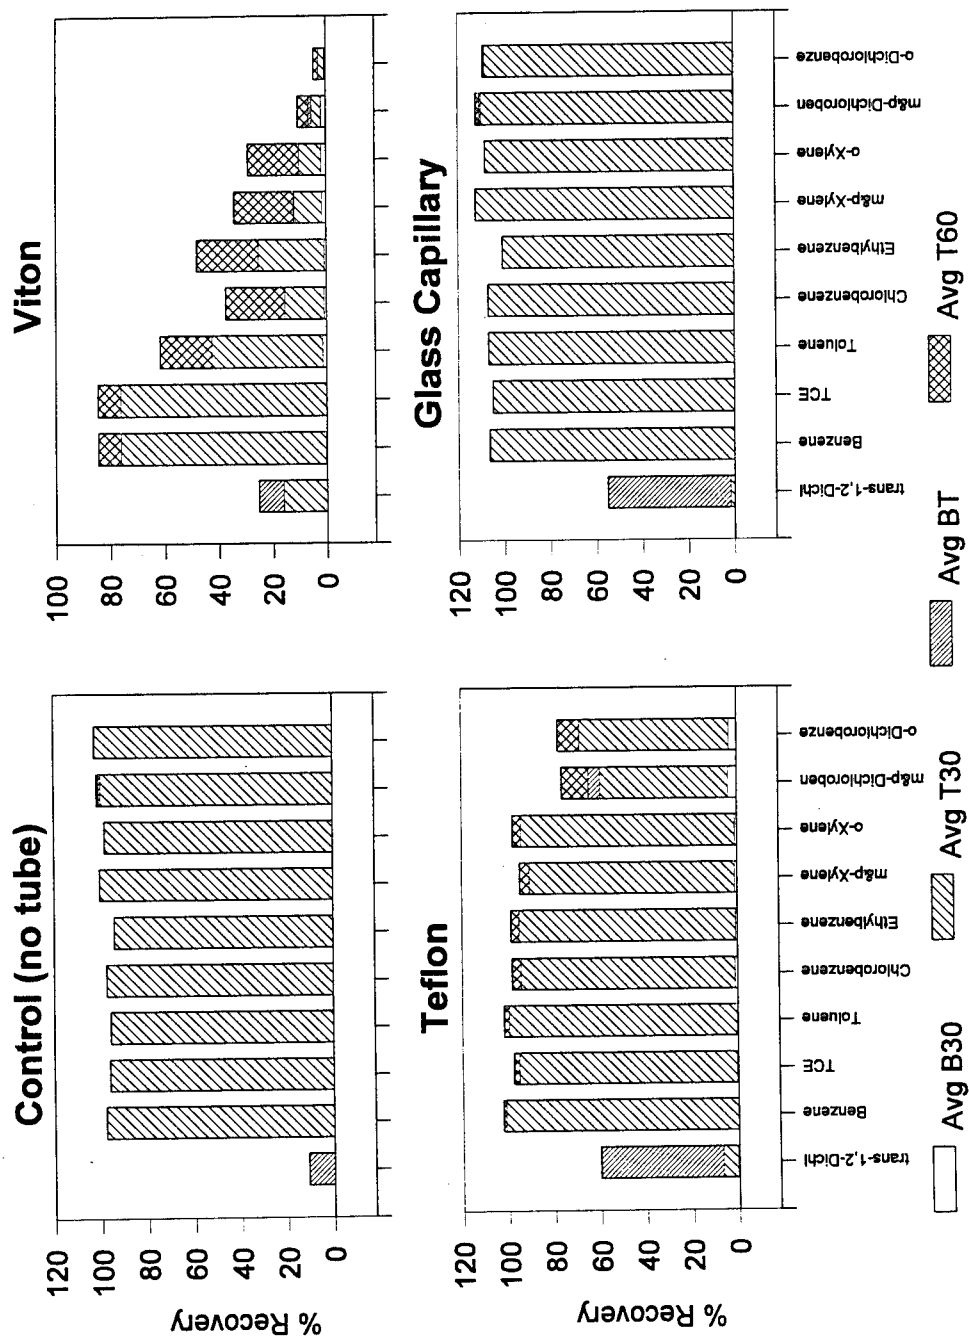 Control (no tube)
% Recovery
120
100
80
60
40
20
0
Viton
100
80
60
40
20
0
Teflon
% Recovery
120
100
80
60
40
20
0
trans-1,2-Dichl
Benzene
TCE
Toluene
Chlorobenzene
Ethylbenzene
m&p-Xylene
o-Xylene
m&p-Dichloroben
o-Dichlorobenze
Glass Capillary
120
100
80
60
40
20
0
trans-1,2-Dichl
Benzene
TCE
Toluene
Chlorobenzene
Ethylbenzene
m&p-Xylene
o-Xylene
m&p-Dichloroben
o-Dichlorobenze
Avg B30
Avg T30
Avg BT
Avg T60